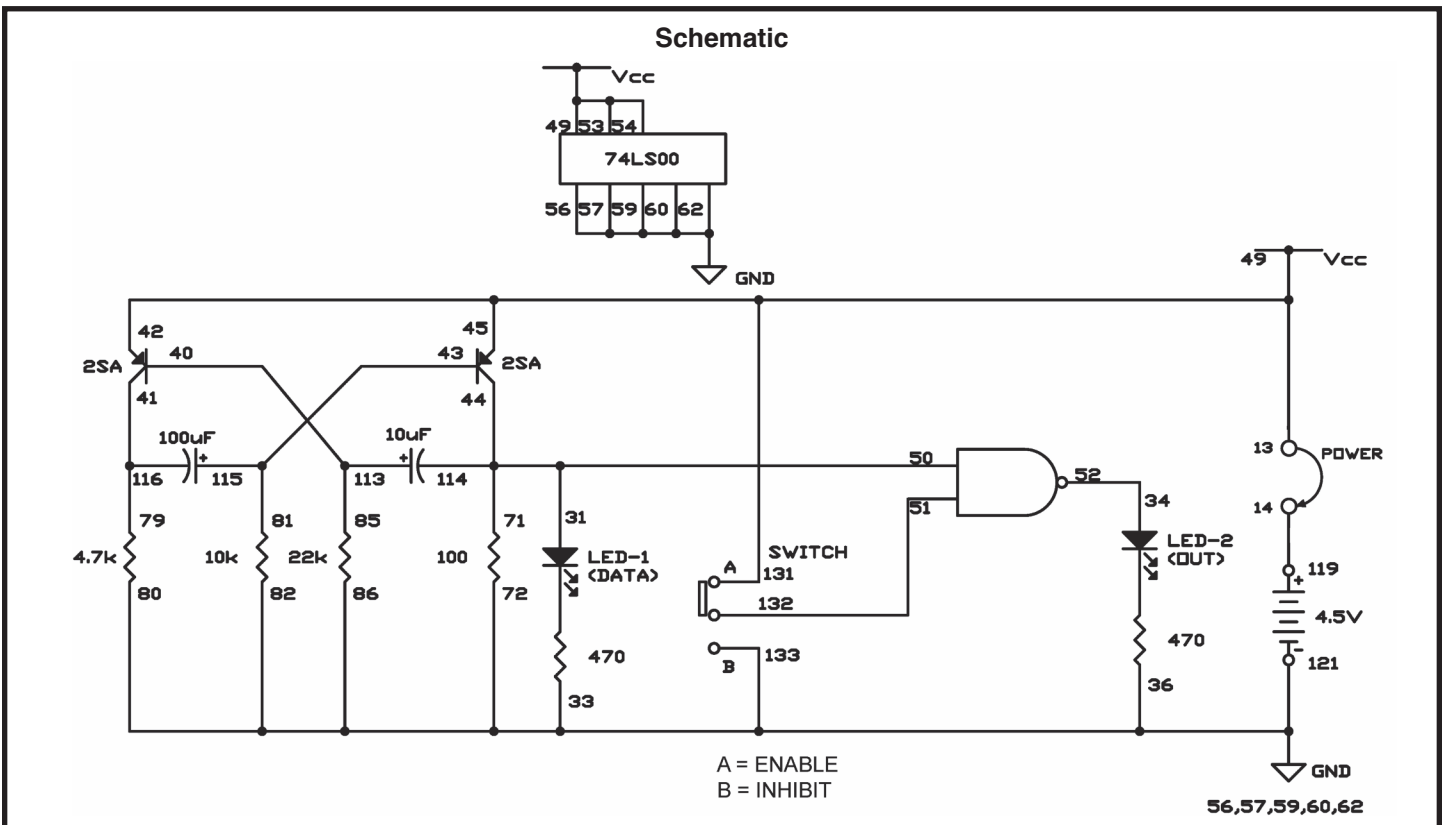 Schematic
Vcc
49 53 54
74LS00
56 57 59 60 62
GND
49 Vcc
42 45
40 43
2SA 2SA
41 44
100uF 10uF
+ +
13 POWER
116 115 113 114 50 52
51 14 34
79 81 85 71 31
4.7k 10k 22k 100 LED-1 (DATA)
80 82 86 72
SWITCH
A 131
132
B 133
LED-2
(OUT)
119
+
4.5V
-
121
470 470
33 36
A = ENABLE
B = INHIBIT
GND
56,57,59,60,62